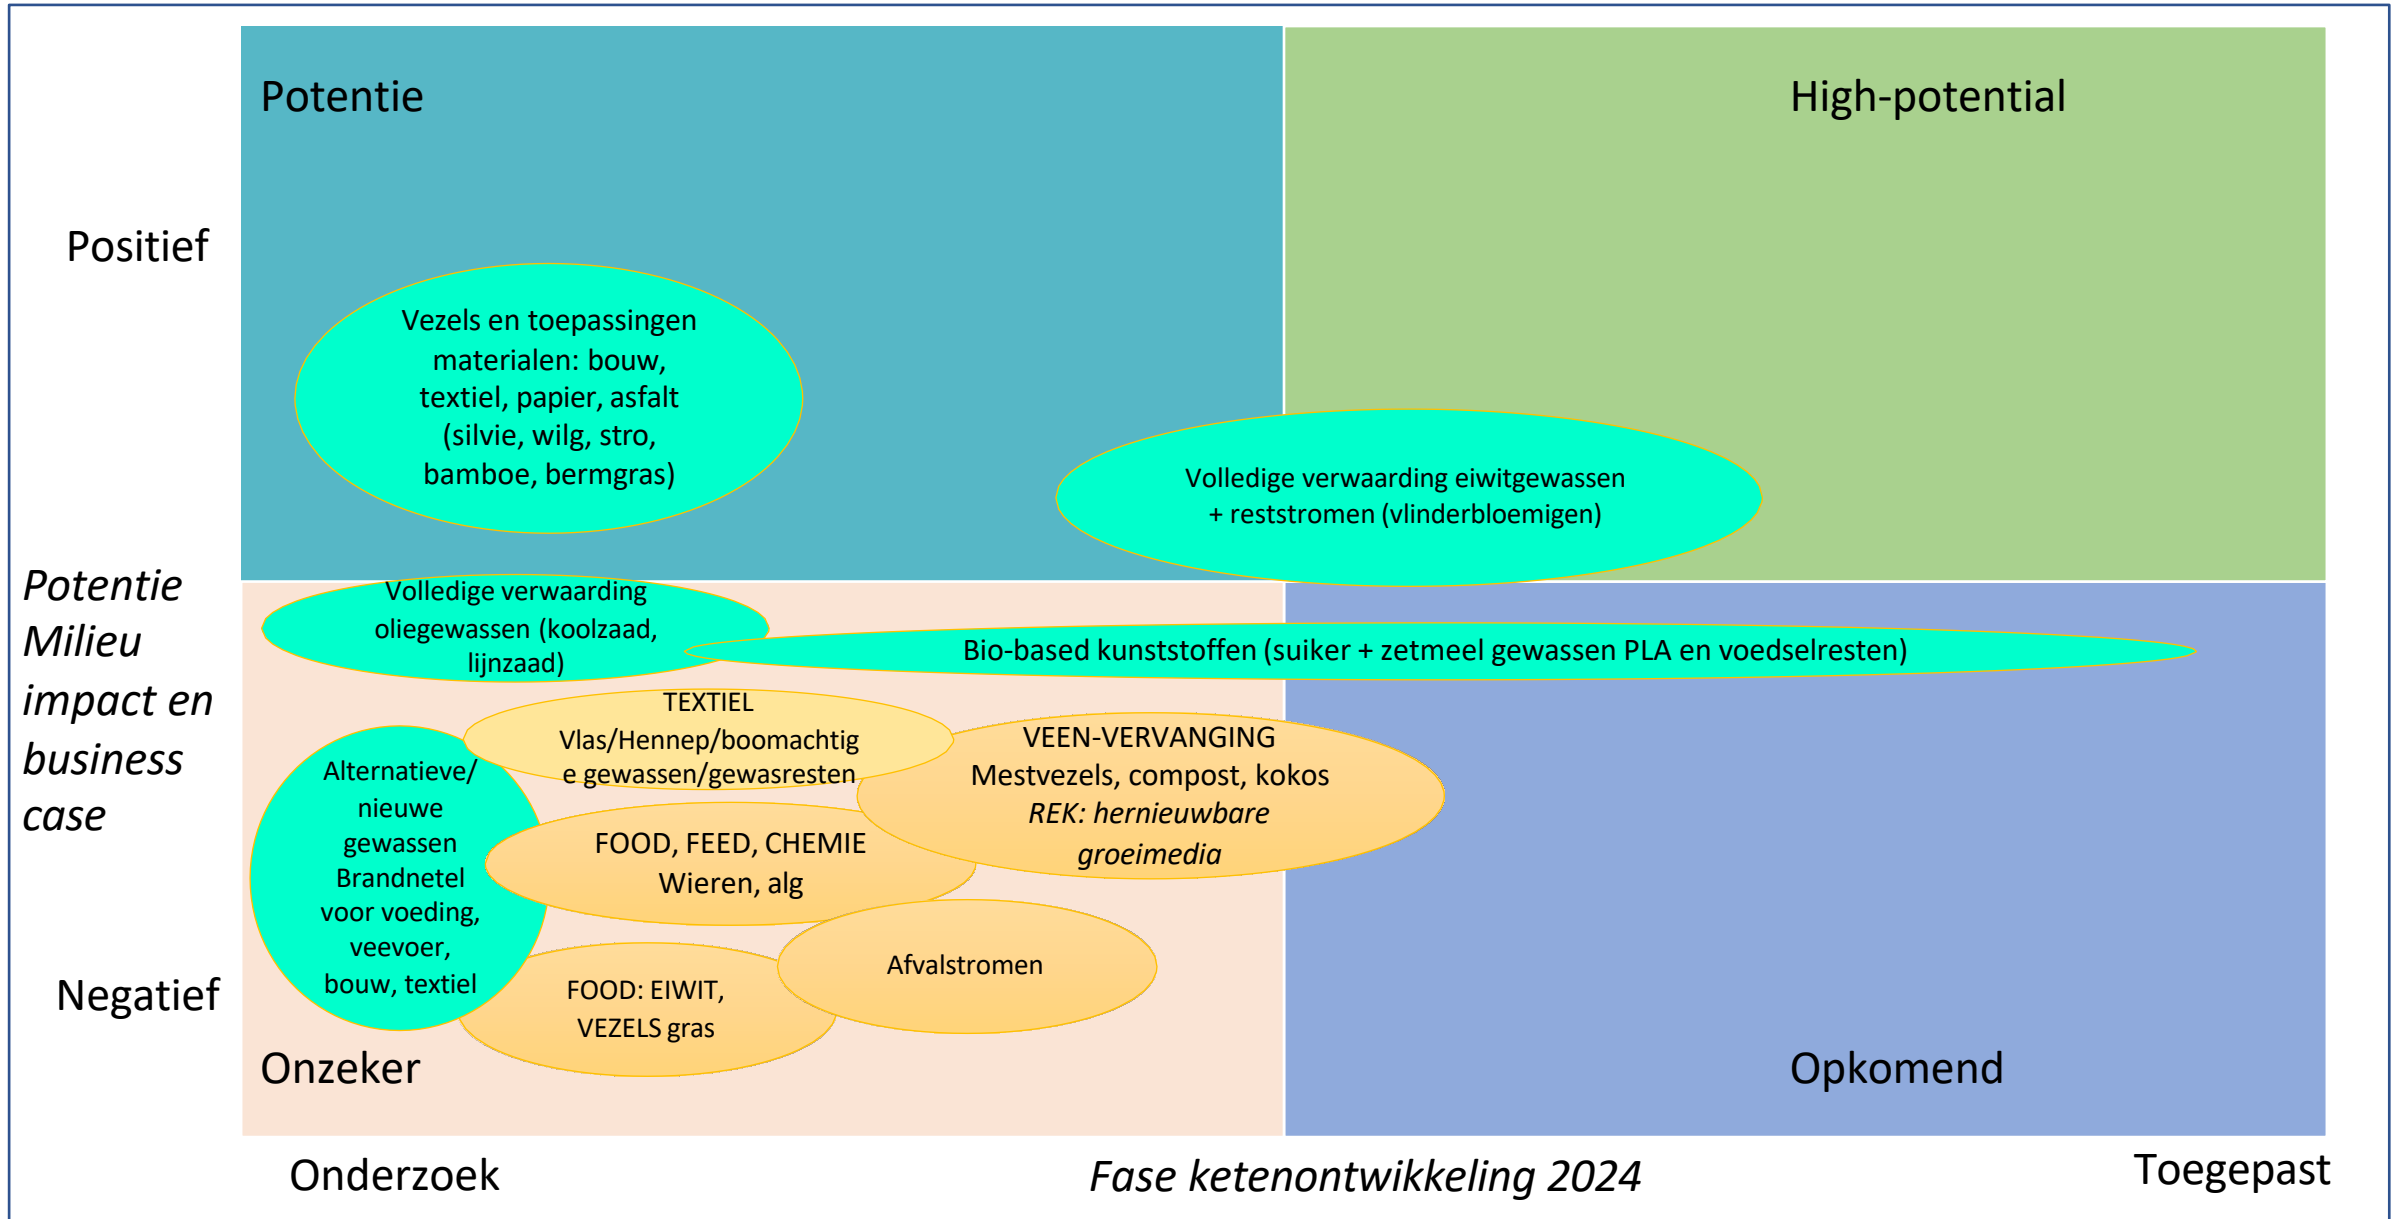 Potentie
High-potential
Positief
Vezels en toepassingen
materialen: bouw,
textiel, papier, asfalt
(silvie, wilg, stro,
bamboe, bermgras)
Volledige verwaarding eiwitgewassen
+ reststromen (vlinderbloemigen)
Potentie
Milieu
impact en
business
case
Volledige verwaarding
oliegewassen (koolzaad,
lijnzaad)
Bio-based kunststoffen (suiker + zetmeel gewassen PLA en voedselresten)
TEXTIEL
Vlas/Hennep/boomachtig
e gewassen/gewasresten
VEEN-VERVANGING
Mestvezels, compost, kokos
REK: hernieuwbare
groeimedia
Alternatieve/
nieuwe
gewassen
Brandnetel
voor voeding,
veevoer,
bouw, textiel
FOOD, FEED, CHEMIE
Wieren, alg
Afvalstromen
FOOD: EIWIT,
VEZELS gras
Negatief
Onzeker
Opkomend
Onderzoek
Fase ketenontwikkeling 2024
Toegepast